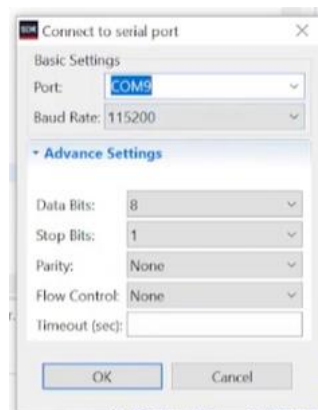 SDK Connect to serial port
Basic Settings
Port: COM9
Baud Rate: 115200
Advance Settings
Data Bits: 8
Stop Bits: 1
Parity: None
Flow Control: None
Timeout (sec):
OK Cancel